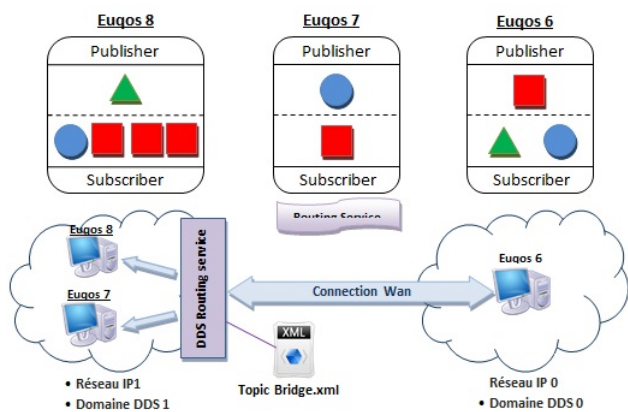 Euqos 8
Euqos 7
Euqos 6
Publisher
Publisher
Publisher
Subscriber
Subscriber
Subscriber
Routing Service
Euqos 8
Euqos 7
DDS Routing service
Connection Wan
Euqos 6
XML
Topic Bridge.xml
• Réseau IP1
• Domaine DDS 1
Réseau IP 0
• Domaine DDS 0